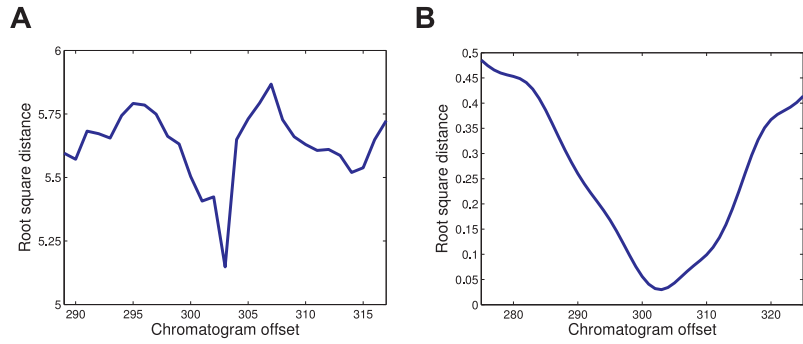 A
6
5.75
5.5
5.25
5
290 295 300 305 310 315
Root square distance
Chromatogram offset
B
0.5
0.45
0.4
0.35
0.3
0.25
0.2
0.15
0.1
0.05
0
280 290 300 310 320
Root square distance
Chromatogram offset